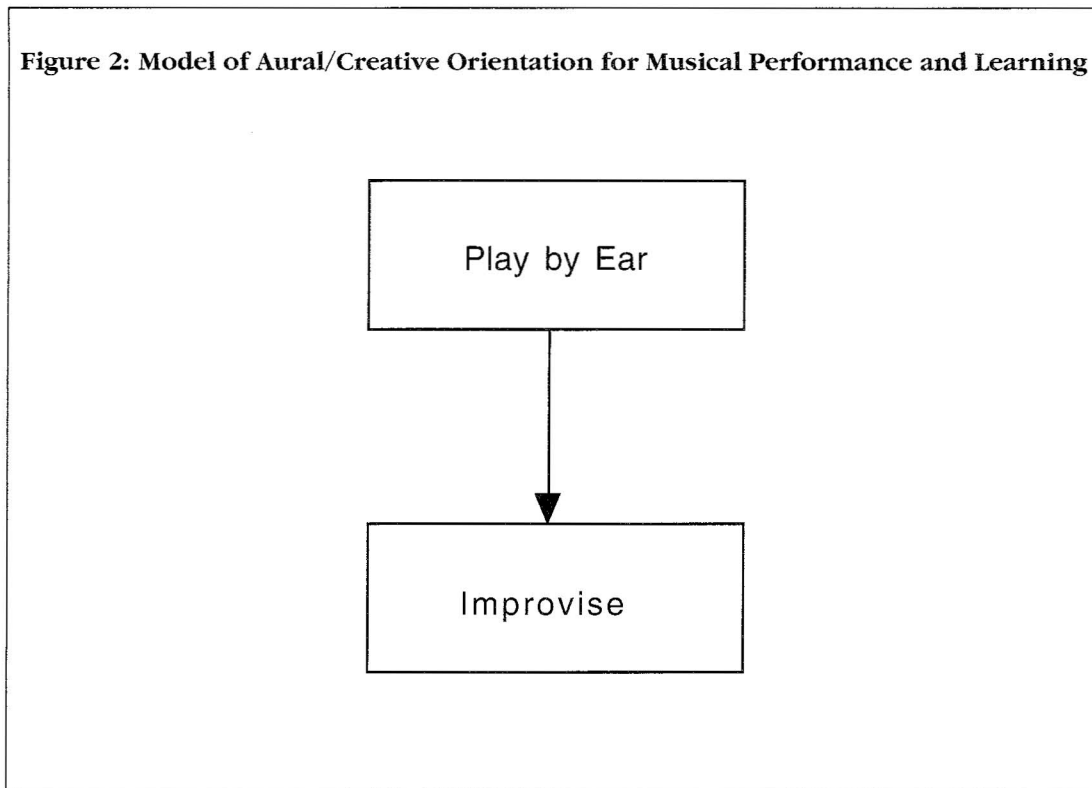 Figure 2: Model of Aural/Creative Orientation for Musical Performance and Learning
Play by Ear
Improvise